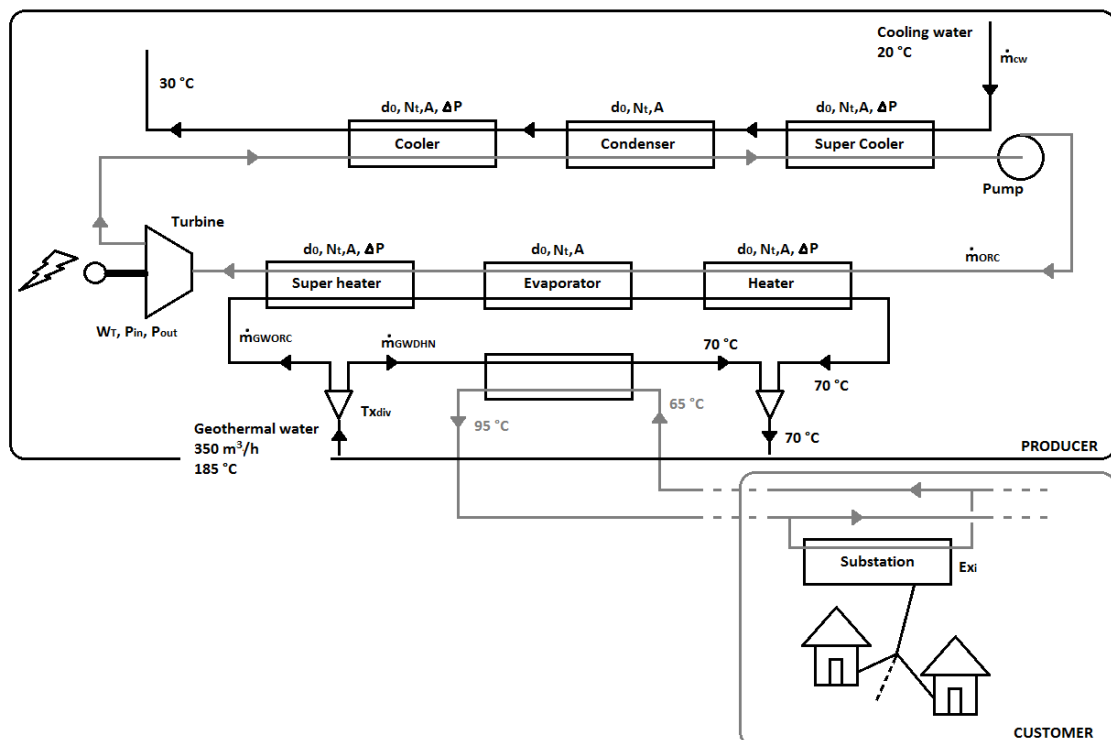 Cooling water
20 °C
ṁcw
30 °C
d₀, Nt,A, ΔP
d₀, Nt,A
d₀, Nt,A, ΔP
Cooler
Condenser
Super Cooler
Pump
Turbine
d₀, Nt,A, ΔP
d₀, Nt,A
d₀, Nt,A, ΔP
ṁORC
Super heater
Evaporator
Heater
WT, Pin, Pout
ṁGWORC
ṁGWDHN
70 °C
70 °C
Txdiv
65 °C
95 °C
Geothermal water
350 m³/h
185 °C
70 °C
PRODUCER
Substation
Exi
CUSTOMER